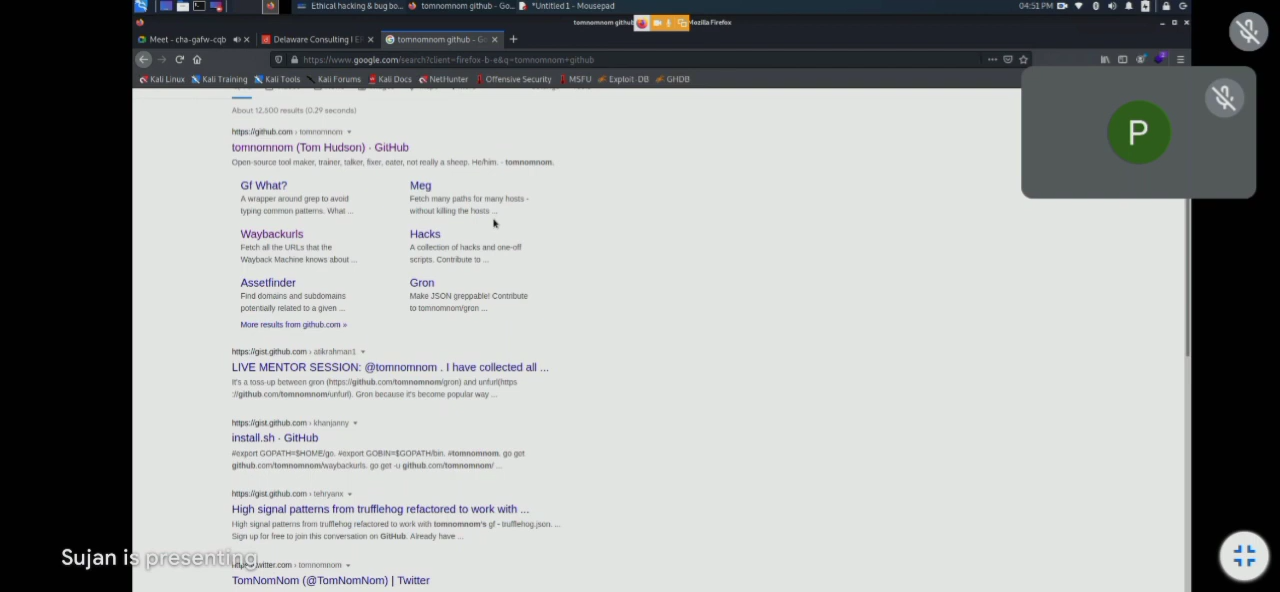 Ethical hacking & bug bo... tomnomnom github - Go... *Untitled 1 - Mousepad 04:51 PM
tomnomnom github Mozilla Firefox
Meet - cha-gafw-cqb Delaware Consulting I E tomnomnom github - Go
https://www.google.com/search?client=firefox-b-e&q=tomnomnom+github
Kali Linux Kali Training Kali Tools Kali Forums Kali Docs NetHunter Offensive Security MSFU Exploit-DB GHDB
About 12,600 results (0.29 seconds)
https://github.com › tomnomnom
tomnomnom (Tom Hudson) · GitHub
Open-source tool maker, trainer, talker, fixer, eater, not really a sheep. He/him. - tomnomnom.
Gf What?
A wrapper around grep to avoid
typing common patterns. What ...
Meg
Fetch many paths for many hosts -
without killing the hosts ...
Waybackurls
Fetch all the URLs that the
Wayback Machine knows about ...
Hacks
A collection of hacks and one-off
scripts. Contribute to ...
Assetfinder
Find domains and subdomains
potentially related to a given ...
Gron
Make JSON greppable! Contribute
to tomnomnom/gron ...
More results from github.com »
https://gist.github.com › atikrahman1
LIVE MENTOR SESSION: @tomnomnom . I have collected all ...
It's a toss-up between gron (https://github.com/tomnomnom/gron) and unfurl(https
://github.com/tomnomnom/unfurl). Gron because it's become popular way ...
https://gist.github.com › khanjanny
install.sh · GitHub
#export GOPATH=$HOME/go. #export GOBIN=$GOPATH/bin. #tomnomnom. go get
github.com/tomnomnom/waybackurls. go get -u github.com/tomnomnom/ ...
https://gist.github.com › tehryanx
High signal patterns from trufflehog refactored to work with ...
High signal patterns from trufflehog refactored to work with tomnomnom's gf - trufflehog.json. ...
Sign up for free to join this conversation on GitHub. Already have ...
twitter.com › tomnomnom
TomNomNom (@TomNomNom) | Twitter
P
Sujan is presenting